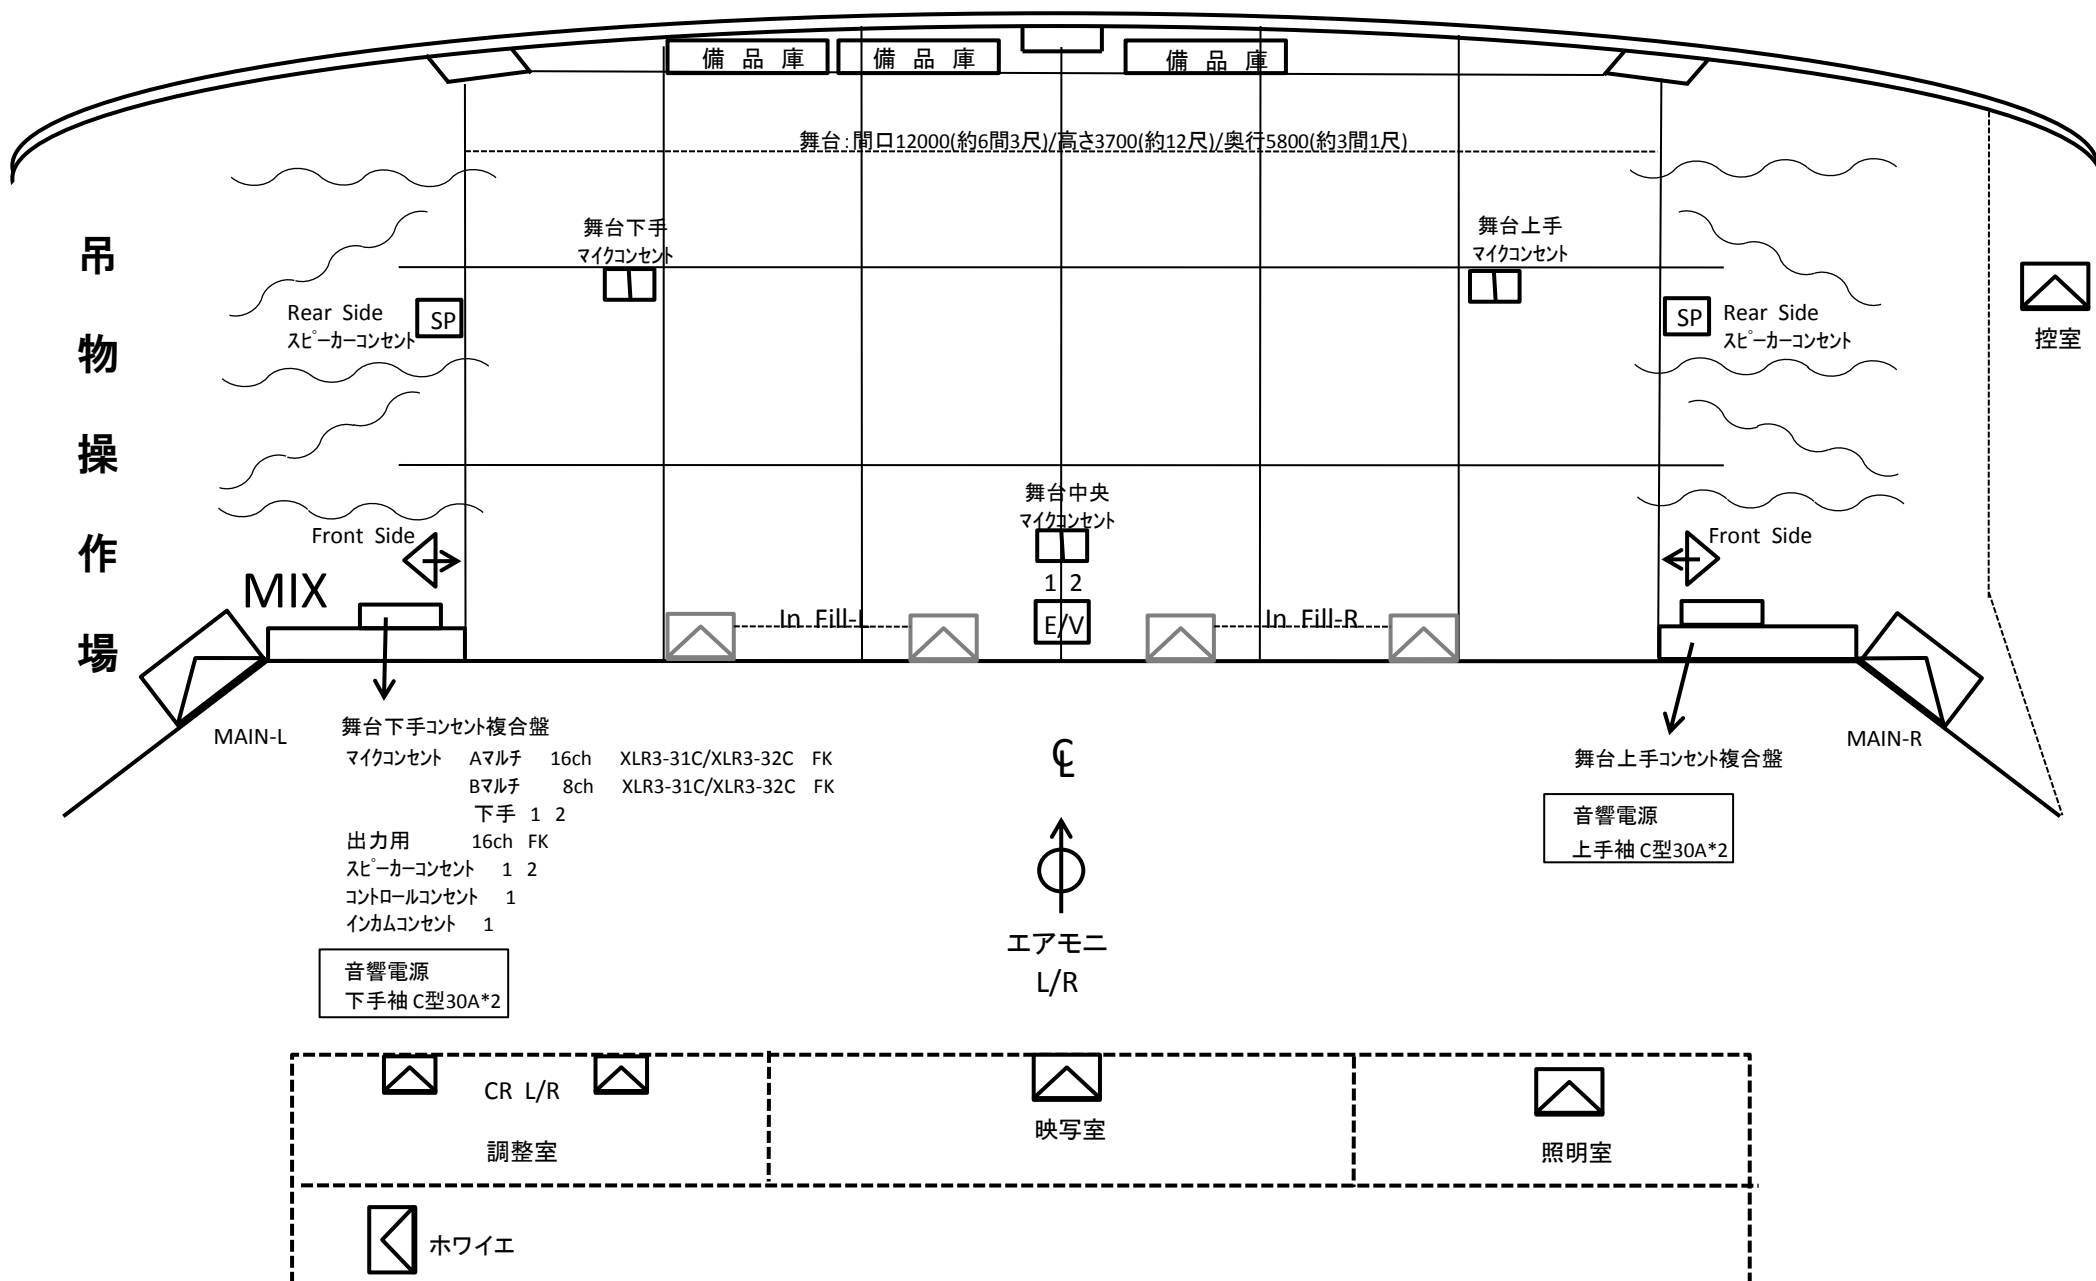 備 品 庫
備 品 庫
備 品 庫
舞台:間口12000(約6間3尺)/高さ3700(約12尺)/奥行5800(約3間1尺)
吊物操作場
舞台下手
マイクコンセント
舞台上手
マイクコンセント
Rear Side
スピーカーコンセント
SP
SP
Rear Side
スピーカーコンセント
控室
舞台中央
マイクコンセント
1 2
E/V
Front Side
Front Side
MIX
In Fill-L
In Fill-R
MAIN-L
MAIN-R
舞台下手コンセント複合盤
マイクコンセント Aマルチ 16ch XLR3-31C/XLR3-32C FK
Bマルチ 8ch XLR3-31C/XLR3-32C FK
下手 1 2
出力用 16ch FK
スピーカーコンセント 1 2
コントロールコンセント 1
インカムコンセント 1
音響電源
下手袖 C型30A*2
CL
エアモニ
L/R
舞台上手コンセント複合盤
音響電源
上手袖 C型30A*2
CR L/R
調整室
映写室
照明室
ホワイエ